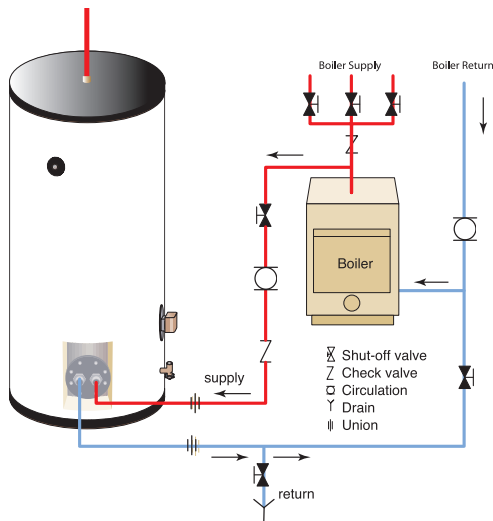 Boiler Supply
Boiler Return
Boiler
Shut-off valve
Check valve
Circulation
Drain
Union
supply
return